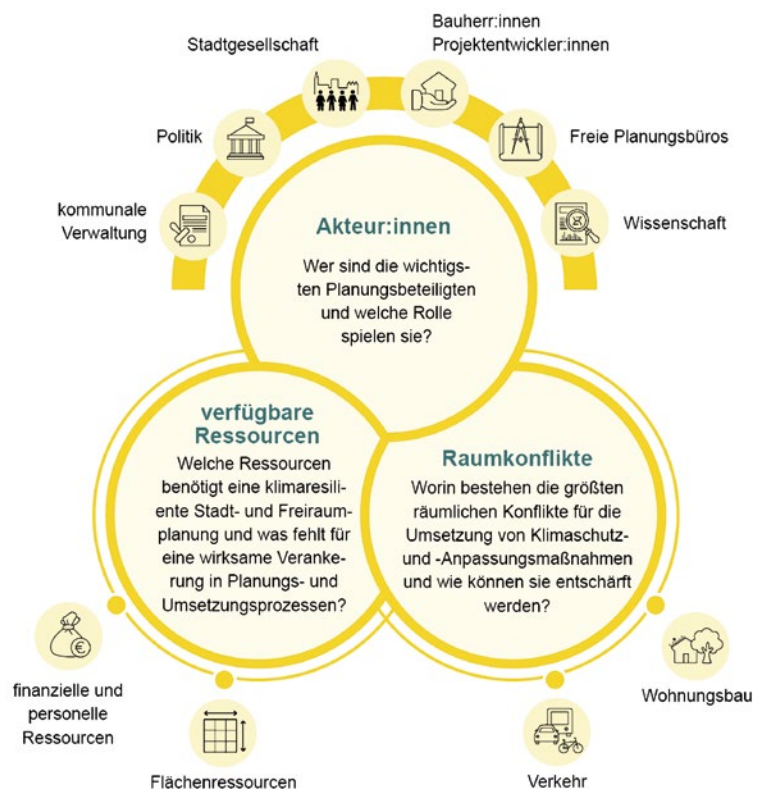 Stadtgesellschaft
Bauherr:innen
Projektentwickler:innen
Politik
Freie Planungsbüros
kommunale
Verwaltung
Wissenschaft
Akteur:innen
Wer sind die wichtigs-
ten Planungsbeteiligten
und welche Rolle
spielen sie?
verfügbare
Ressourcen
Welche Ressourcen
benötigt eine klimaresili-
ente Stadt- und Freiraum-
planung und was fehlt für
eine wirksame Veranke-
rung in Planungs- und
Umsetzungsprozessen?
Raumkonflikte
Worin bestehen die größten
räumlichen Konflikte für die
Umsetzung von Klimaschutz-
und -Anpassungsmaßnahmen
und wie können sie entschärft
werden?
€
finanzielle und
personelle
Ressourcen
Flächenressourcen
Verkehr
Wohnungsbau